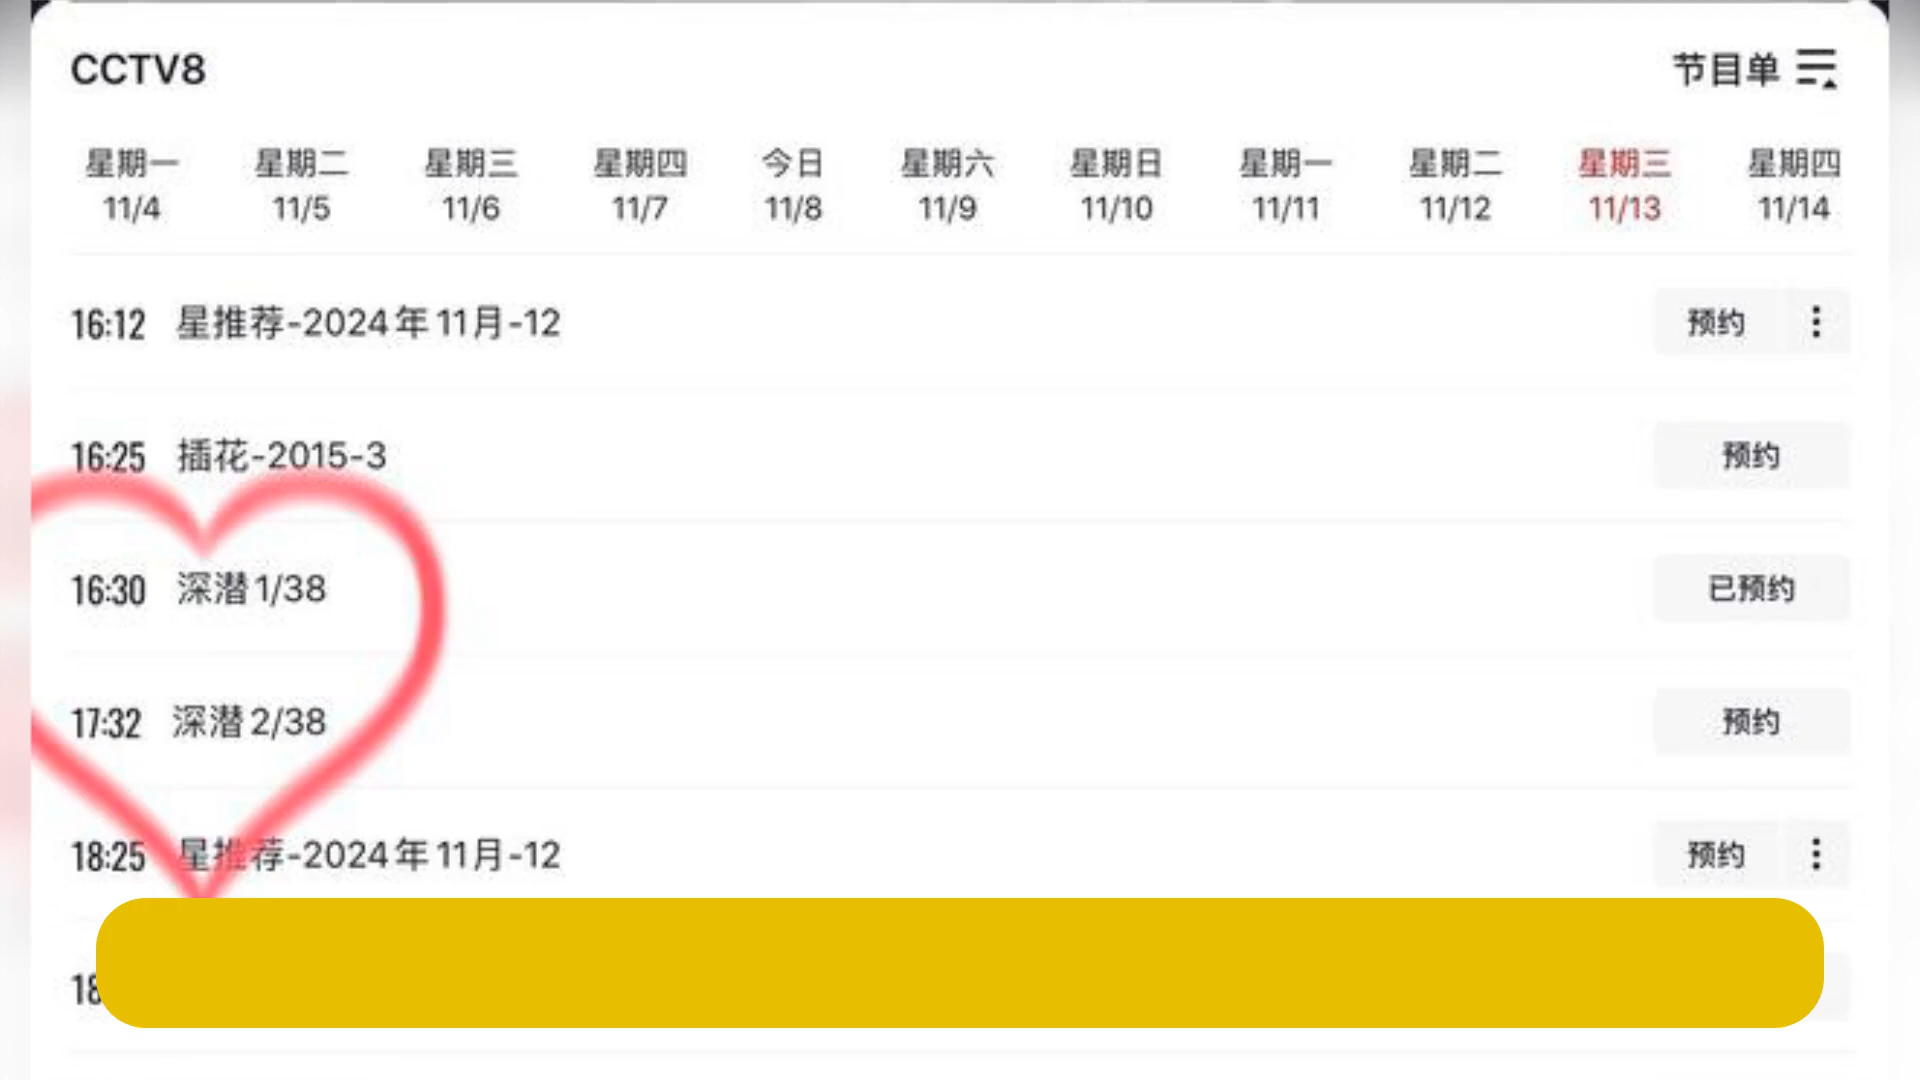 CCTV8
节目单
星期一 星期二 星期三 星期四 今日 星期六 星期日 星期一 星期二 星期三 星期四
11/4 11/5 11/6 11/7 11/8 11/9 11/10 11/11 11/12 11/13 11/14
16:12 星推荐-2024年11月-12 预约
16:25 插花-2015-3 预约
16:30 深潜1/38 已预约
17:32 深潜2/38 预约
18:25 星推荐-2024年11月-12 预约